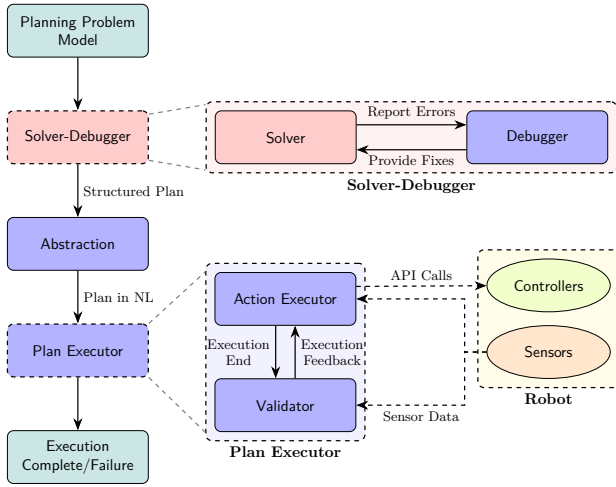 Planning Problem
Model
Solver-Debugger
Solver
Report Errors
Debugger
Provide Fixes
Solver-Debugger
Structured Plan
Abstraction
Plan in NL
Plan Executor
Action Executor
API Calls
Controllers
Execution
End
Execution
Feedback
Sensors
Validator
Sensor Data
Robot
Plan Executor
Execution
Complete/Failure